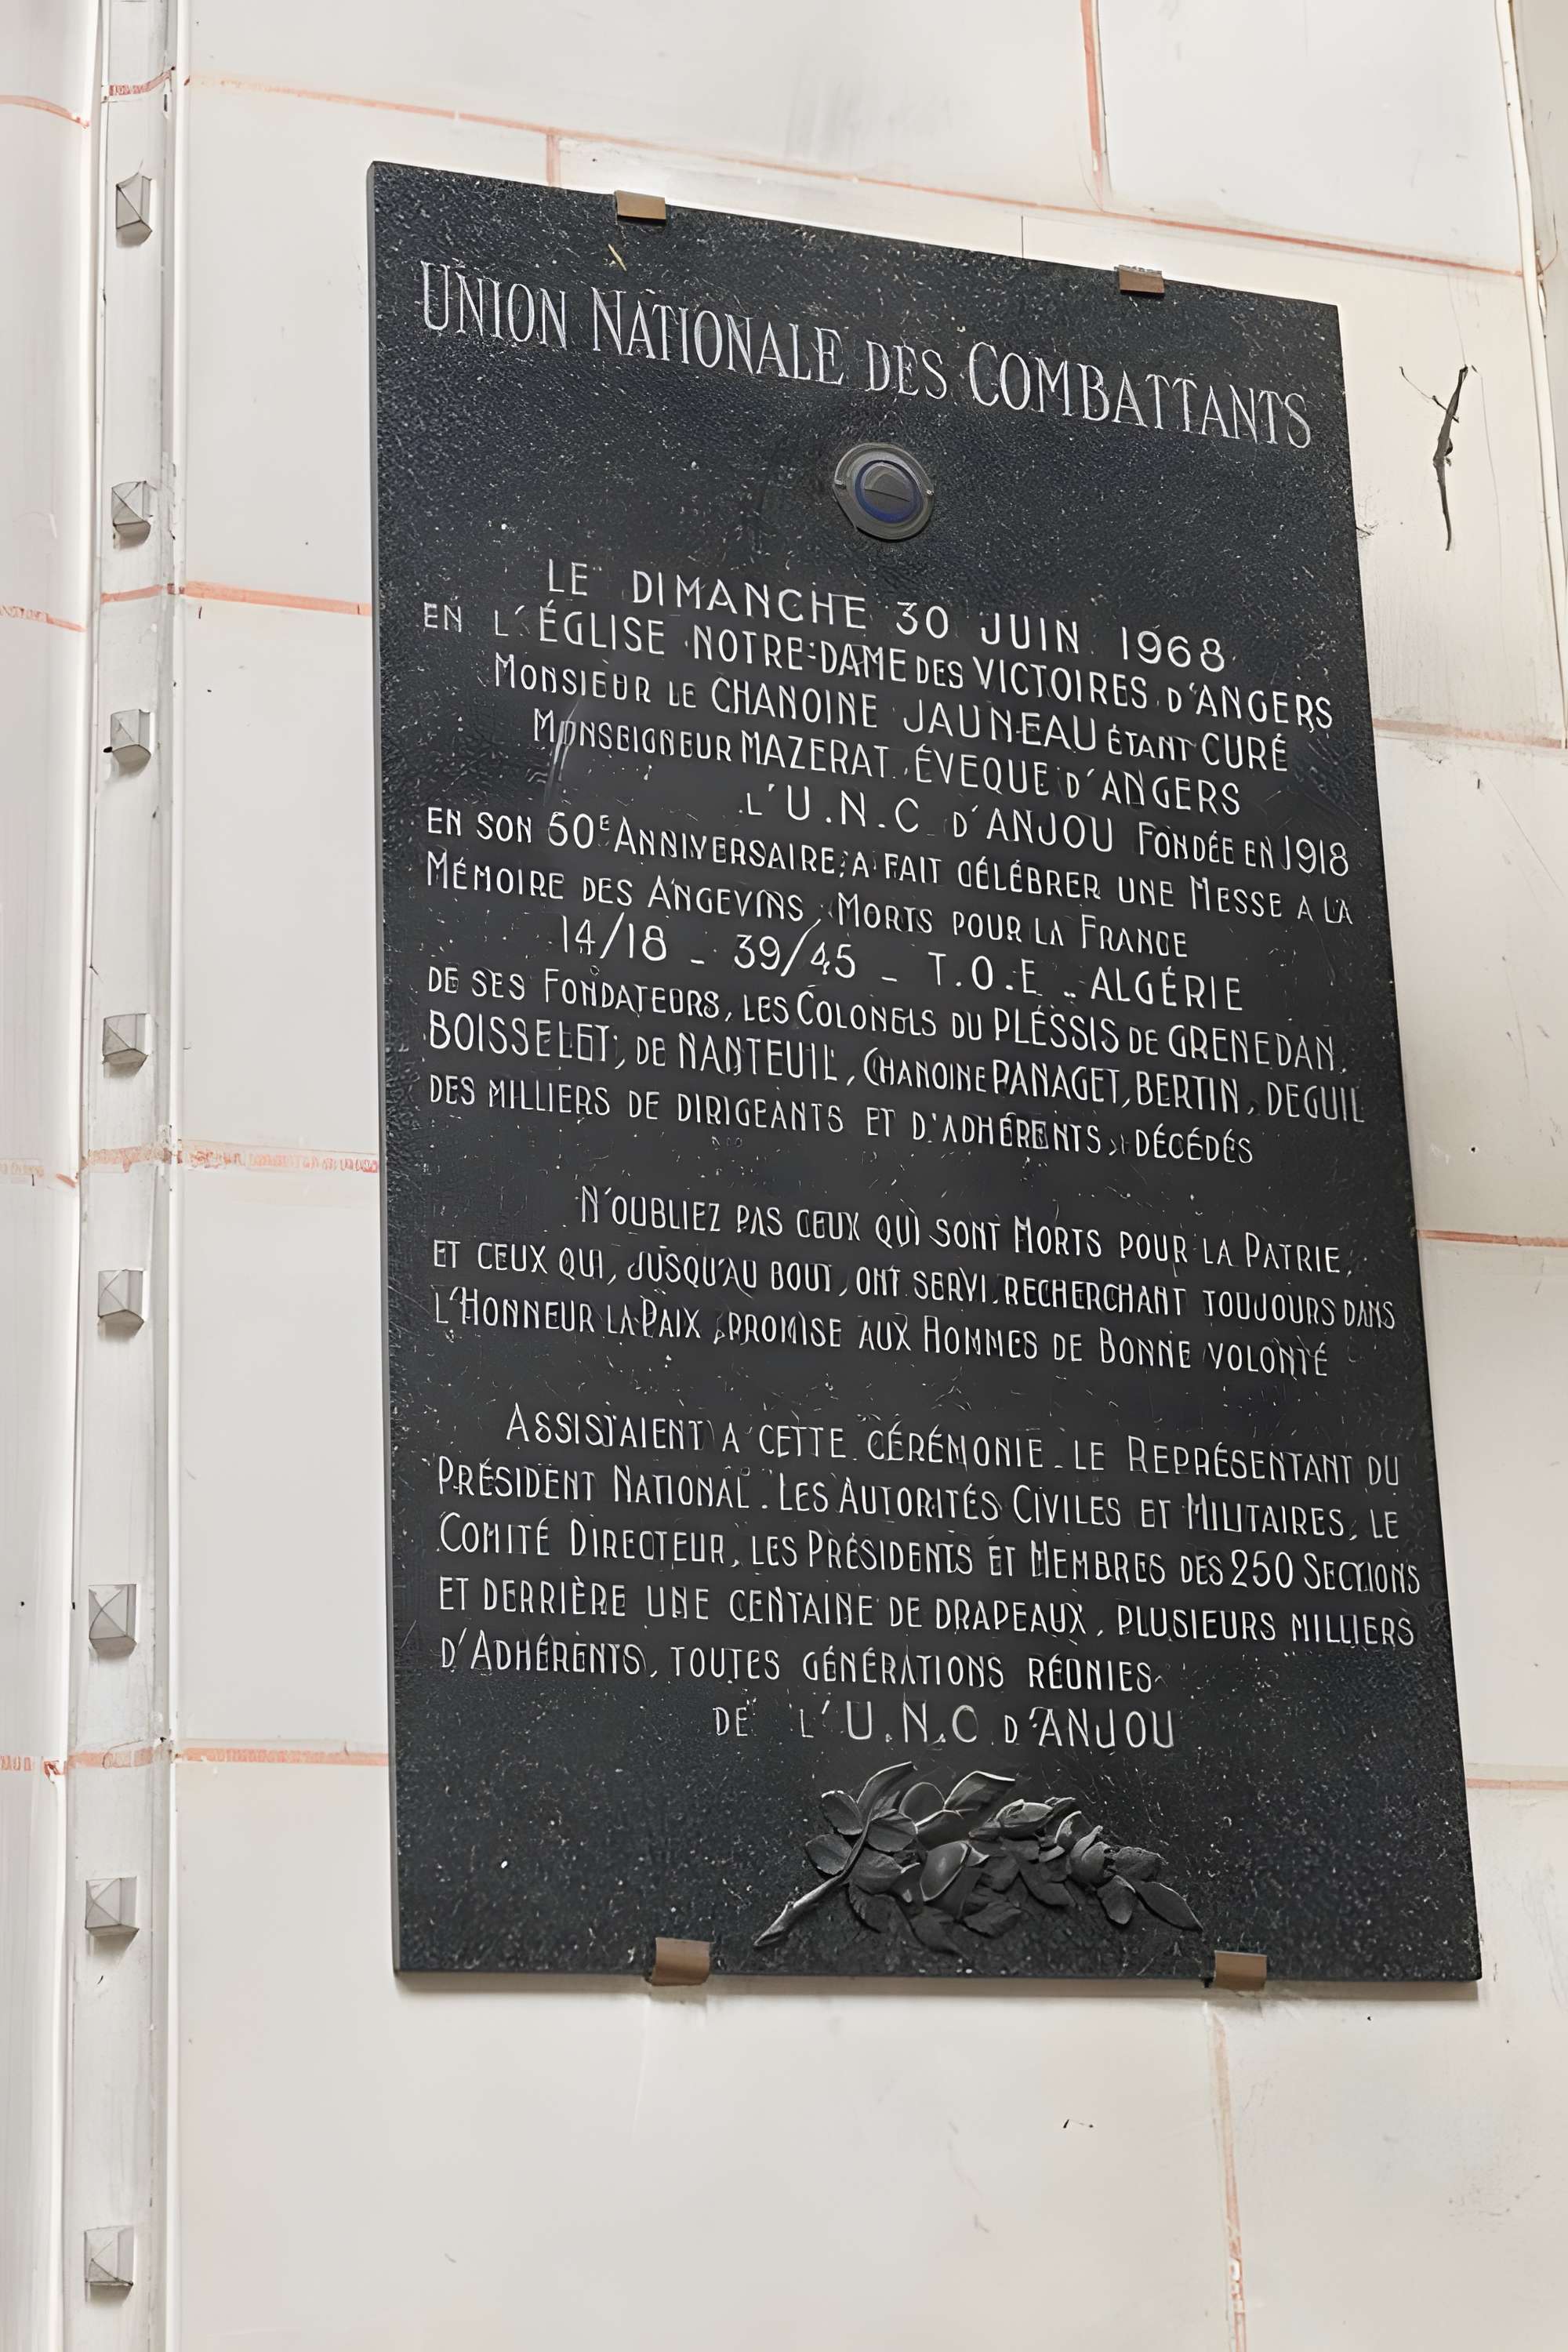 UNION NATIONALE DES COMBATTANTS
LE DIMANCHE 30 JUIN 1968
EN L'ÉGLISE NOTRE-DAME DES VICTOIRES D'ANGERS
MONSIEUR LE CHANOINE JAUNEAU ÉTANT CURÉ
MONSEIGNEUR MAZERAT, ÉVEQUE D'ANGERS
L'U.N.C D'ANJOU FONDÉE EN 1918
EN SON 50E ANNIVERSAIRE, A FAIT CÉLÉBRER UNE MESSE A LA
MÉMOIRE DES ANGEVINS, MORTS POUR LA FRANCE
14/18 - 39/45 - T.O.E - ALGÉRIE
DE SES FONDATEURS, LES COLONELS DU PLÉSSIS DE GRENEDAN,
BOISSELET, DE NANTEUIL, CHANOINE PANAGET, BERTIN, DEGUIL
DES MILLIERS DE DIRIGEANTS ET D'ADHÉRENTS, DÉCÉDÉS
N'OUBLIEZ PAS CEUX QUI SONT MORTS POUR LA PATRIE,
ET CEUX QUI, JUSQU'AU BOUT, ONT SERVI, RECHERCHANT TOUJOURS DANS
L'HONNEUR LA PAIX PROMISE AUX HOMMES DE BONNE VOLONTÉ
ASSISTAIENT A CETTE CÉRÉMONIE - LE REPRÉSENTANT DU
PRÉSIDENT NATIONAL. LES AUTORITÉS CIVILES ET MILITAIRES, LE
COMITÉ DIRECTEUR, LES PRÉSIDENTS ET MEMBRES DES 250 SECTIONS
ET DERRIÈRE UNE CENTAINE DE DRAPEAUX, PLUSIEURS MILLIERS
D'ADHÉRENTS, TOUTES GÉNÉRATIONS RÉUNIES
DE L'U.N.C D'ANJOU